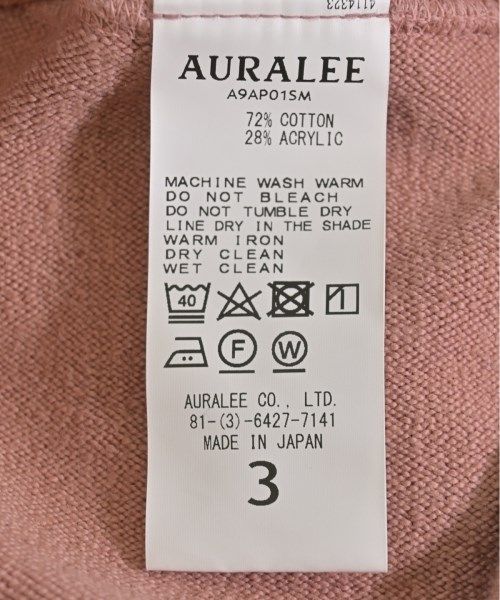 4114323
AURALEE
A9AP01SM
72% COTTON
28% ACRYLIC
MACHINE WASH WARM
DO NOT BLEACH
DO NOT TUMBLE DRY
LINE DRY IN THE SHADE
WARM IRON
DRY CLEAN
WET CLEAN
40
F W
AURALEE CO., LTD.
81-(3)-6427-7141
MADE IN JAPAN
3